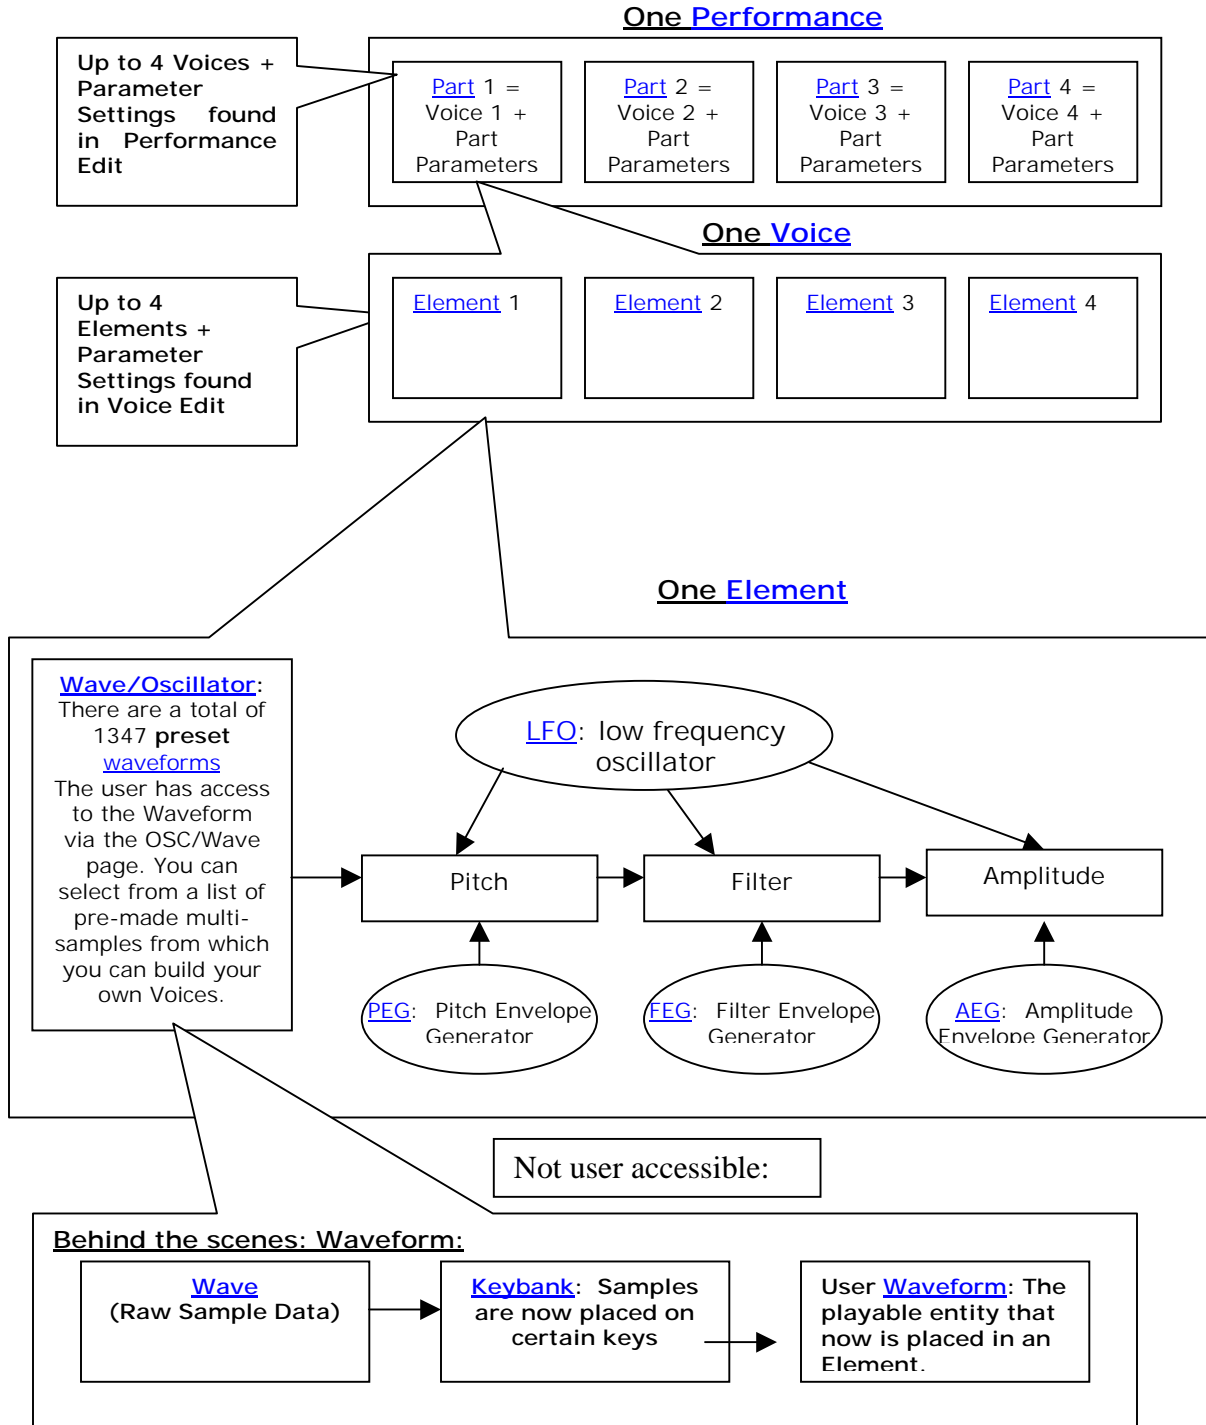 One Performance
Up to 4 Voices +
Parameter
Settings found
in Performance
Edit
Part 1 =
Voice 1 +
Part
Parameters
Part 2 =
Voice 2 +
Part
Parameters
Part 3 =
Voice 3 +
Part
Parameters
Part 4 =
Voice 4 +
Part
Parameters
One Voice
Up to 4
Elements +
Parameter
Settings found
in Voice Edit
Element 1
Element 2
Element 3
Element 4
One Element
Wave/Oscillator:
There are a total of
1347 preset
waveforms
The user has access
to the Waveform
via the OSC/Wave
page. You can
select from a list of
pre-made multi-
samples from which
you can build your
own Voices.
LFO: low frequency
oscillator
Pitch
Filter
Amplitude
PEG: Pitch Envelope
Generator
FEG: Filter Envelope
Generator
AEG: Amplitude
Envelope Generator
Not user accessible:
Behind the scenes: Waveform:
Wave
(Raw Sample Data)
Keybank: Samples
are now placed on
certain keys
User Waveform: The
playable entity that
now is placed in an
Element.